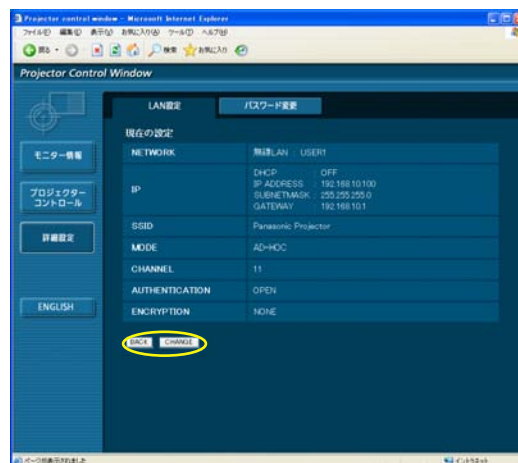 Projector control window - Microsoft Internet Explorer
ファイル(F) 編集(E) 表示(V) お気に入り(A) ツール(T) ヘルプ(H)
戻る 検索 お気に入り
Projector Control Window
LAN設定 パスワード変更
現在の設定
モニター情報
プロジェクター
コントロール
詳細設定
ENGLISH
NETWORK 無線LAN : USER1
IP
DHCP : OFF
IP ADDRESS : 192.168.10.100
SUBNETMASK : 255.255.255.0
GATEWAY : 192.168.10.1
SSID Panasonic Projector
MODE AD-HOC
CHANNEL 11
AUTHENTICATION OPEN
ENCRYPTION NONE
BACK CHANGE
ページが表示されました イントラネット